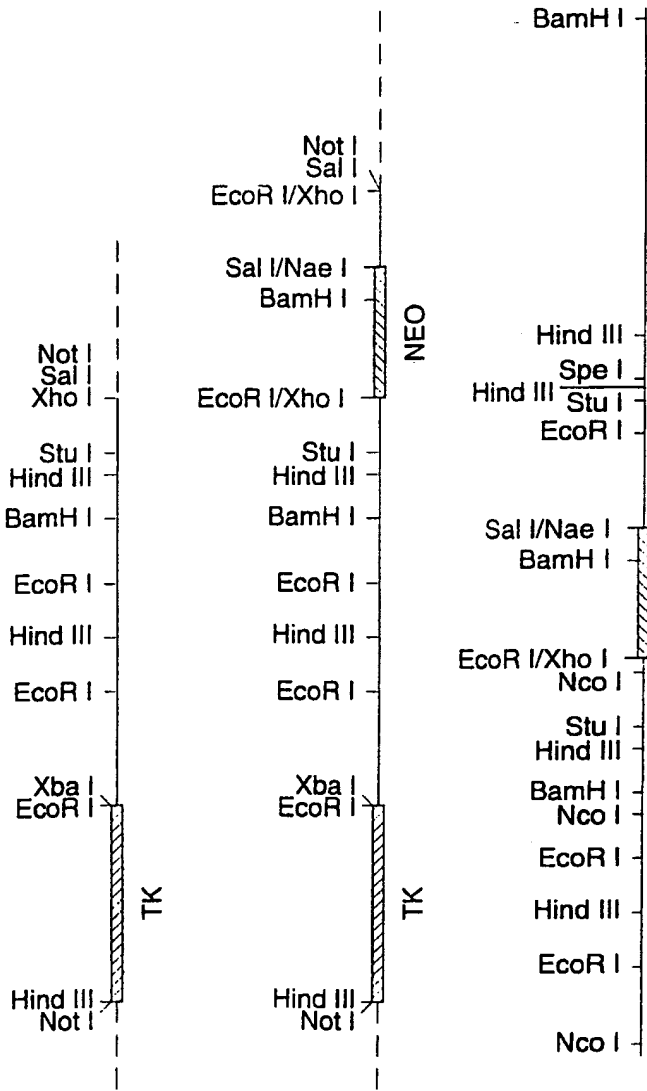 Not I
Sal I
Xho I
Stu I
Hind III
BamH I
EcoR I
Hind III
EcoR I
Xba I
EcoR I
TK
Hind III
Not I
Not I
Sal I
EcoR I/Xho I
Sal I/Nae I
BamH I
NEO
EcoR I/Xho I
Stu I
Hind III
BamH I
EcoR I
Hind III
EcoR I
Xba I
EcoR I
TK
Hind III
Not I
BamH I
Hind III
Spe I
Hind III
Stu I
EcoR I
Sal I/Nae I
BamH I
EcoR I/Xho I
Nco I
Stu I
Hind III
BamH I
Nco I
EcoR I
Hind III
EcoR I
Nco I